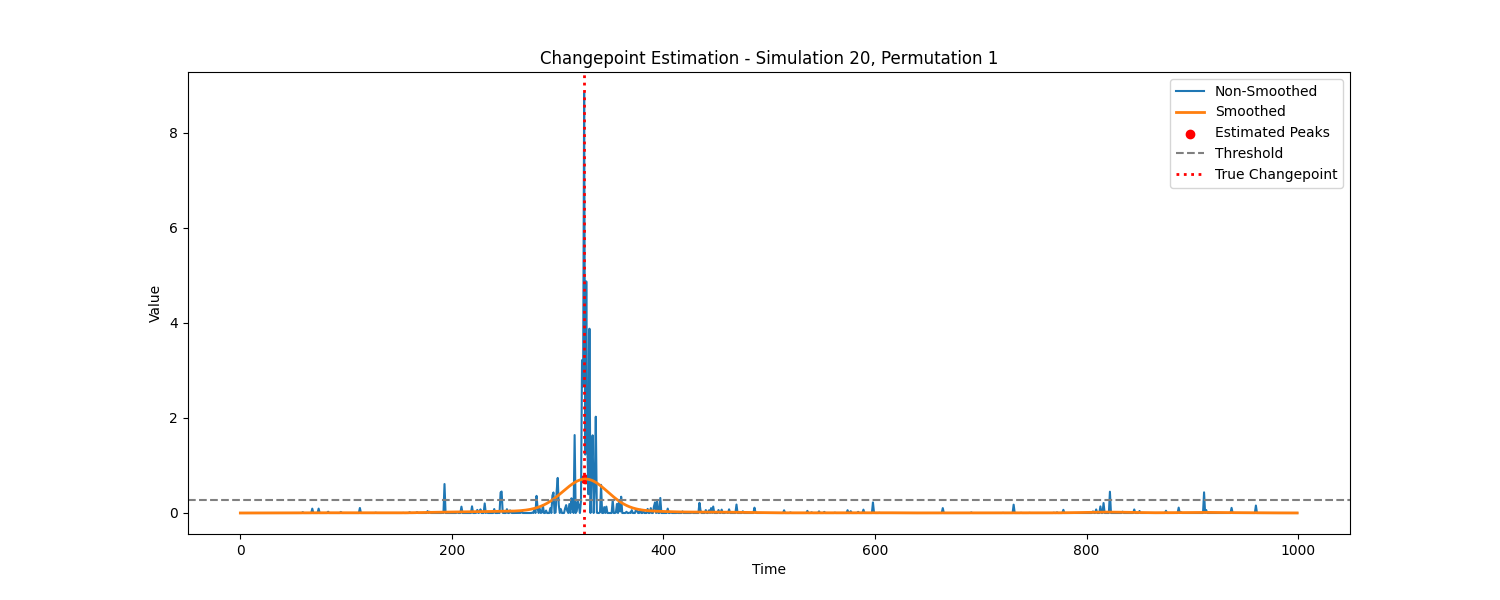 Changepoint Estimation - Simulation 20, Permutation 1
Non-Smoothed
Smoothed
Estimated Peaks
Threshold
True Changepoint
Value
8
6
4
2
0
0
200
400
600
800
1000
Time